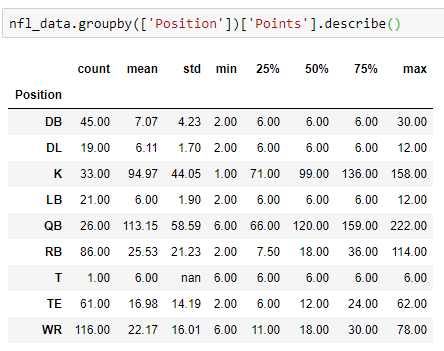 nfl_data.groupby(['Position'])['Points'].describe()
count mean std min 25% 50% 75% max
Position
DB 45.00 7.07 4.23 2.00 6.00 6.00 6.00 30.00
DL 19.00 6.11 1.70 2.00 6.00 6.00 6.00 12.00
K 33.00 94.97 44.05 1.00 71.00 99.00 136.00 158.00
LB 21.00 6.00 1.90 2.00 6.00 6.00 6.00 12.00
QB 26.00 113.15 58.59 6.00 66.00 120.00 159.00 222.00
RB 86.00 25.53 21.23 2.00 7.50 18.00 36.00 114.00
T 1.00 6.00 nan 6.00 6.00 6.00 6.00 6.00
TE 61.00 16.98 14.19 2.00 6.00 12.00 24.00 62.00
WR 116.00 22.17 16.01 6.00 11.00 18.00 30.00 78.00